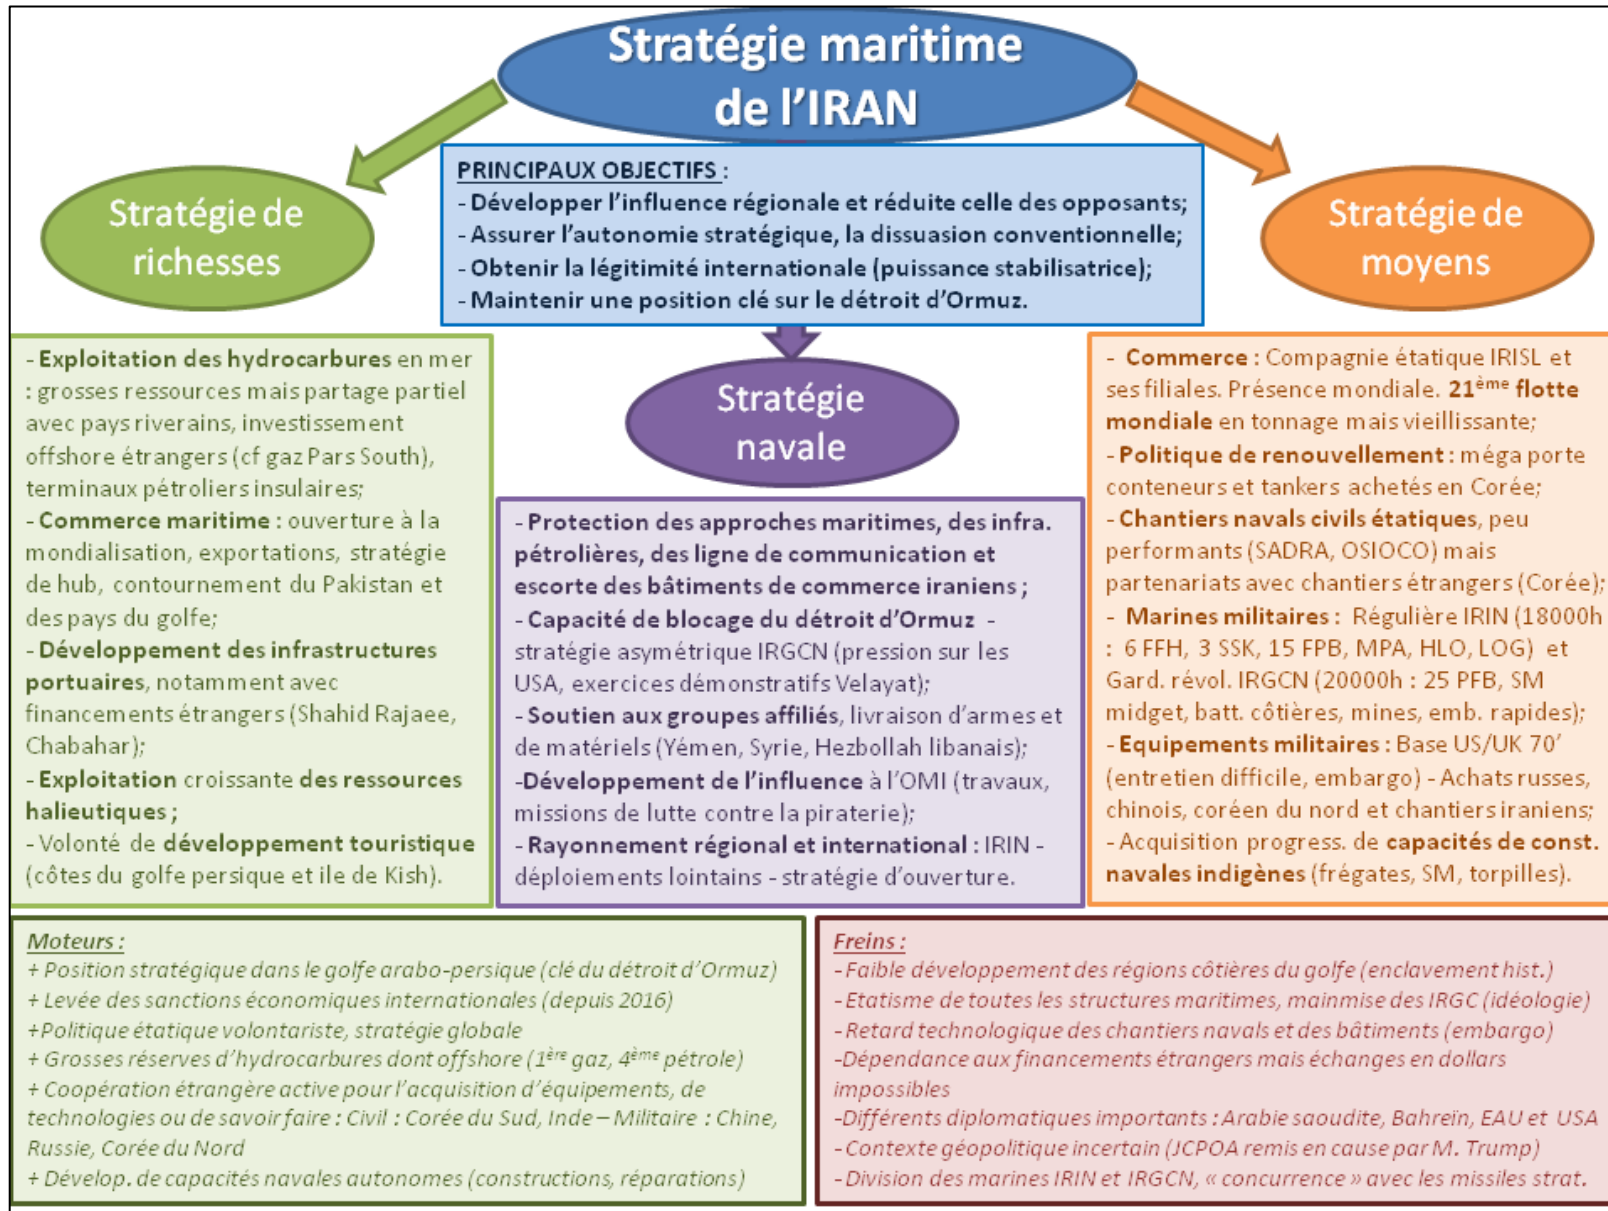 Stratégie maritime
de l'IRAN
PRINCIPAUX OBJECTIFS :
- Développer l'influence régionale et réduite celle des opposants;
- Assurer l'autonomie stratégique, la dissuasion conventionnelle;
- Obtenir la légitimité internationale (puissance stabilisatrice);
- Maintenir une position clé sur le détroit d'Ormuz.
Stratégie de
richesses
- Exploitation des hydrocarbures en mer
: grosses ressources mais partage partiel
avec pays riverains, investissement
offshore étrangers (cf gaz Pars South),
terminaux pétroliers insulaires;
- Commerce maritime : ouverture à la
mondialisation, exportations, stratégie
de hub, contournement du Pakistan et
des pays du golfe;
- Développement des infrastructures
portuaires, notamment avec
financements étrangers (Shahid Rajaee,
Chabahar);
- Exploitation croissante des ressources
halieutiques ;
- Volonté de développement touristique
(côtes du golfe persique et ile de Kish).
Stratégie
navale
- Protection des approches maritimes, des infra.
pétrolières, des ligne de communication et
escorte des bâtiments de commerce iraniens ;
- Capacité de blocage du détroit d'Ormuz -
stratégie asymétrique IRGCN (pression sur les
USA, exercices démonstratifs Velayat);
- Soutien aux groupes affiliés, livraison d'armes et
de matériels (Yémen, Syrie, Hezbollah libanais);
-Développement de l'influence à l'OMI (travaux,
missions de lutte contre la piraterie);
- Rayonnement régional et international : IRIN -
déploiements lointains - stratégie d'ouverture.
Stratégie de
moyens
- Commerce : Compagnie étatique IRISL et
ses filiales. Présence mondiale. 21ème flotte
mondiale en tonnage mais vieillissante;
- Politique de renouvellement : méga porte
conteneurs et tankers achetés en Corée;
- Chantiers navals civils étatiques, peu
performants (SADRA, OSIOCO) mais
partenariats avec chantiers étrangers (Corée);
- Marines militaires : Régulière IRIN (18000h
: 6 FFH, 3 SSK, 15 FPB, MPA, HLO, LOG) et
Gard. révol. IRGCN (20000h : 25 PFB, SM
midget, batt. côtières, mines, emb. rapides);
- Equipements militaires : Base US/UK 70'
(entretien difficile, embargo) - Achats russes,
chinois, coréen du nord et chantiers iraniens;
- Acquisition progress. de capacités de const.
navales indigènes (frégates, SM, torpilles).
Moteurs :
+ Position stratégique dans le golfe arabo-persique (clé du détroit d'Ormuz)
+ Levée des sanctions économiques internationales (depuis 2016)
+Politique étatique volontariste, stratégie globale
+ Grosses réserves d'hydrocarbures dont offshore (1ère gaz, 4ème pétrole)
+ Coopération étrangère active pour l'acquisition d'équipements, de
technologies ou de savoir faire : Civil : Corée du Sud, Inde – Militaire : Chine,
Russie, Corée du Nord
+ Dévelop. de capacités navales autonomes (constructions, réparations)
Freins :
-Faible développement des régions côtières du golfe (enclavement hist.)
- Etatisme de toutes les structures maritimes, mainmise des IRGC (idéologie)
- Retard technologique des chantiers navals et des bâtiments (embargo)
-Dépendance aux financements étrangers mais échanges en dollars
impossibles
-Différents diplomatiques importants : Arabie saoudite, Bahreïn, EAU et USA
- Contexte géopolitique incertain (JCPOA remis en cause par M. Trump)
- Division des marines IRIN et IRGCN, « concurrence » avec les missiles strat.